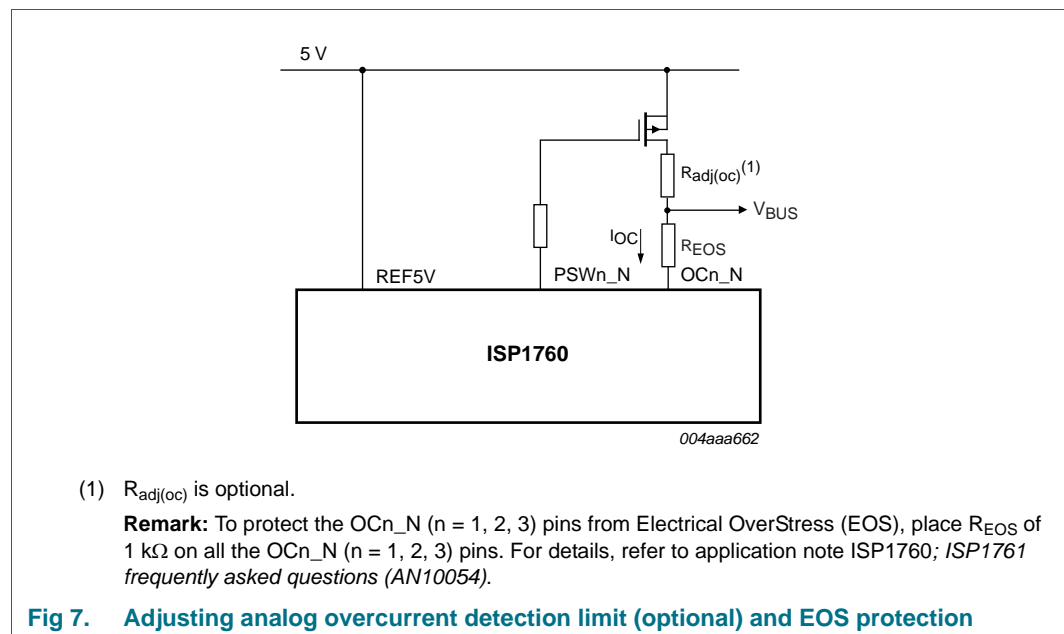 5 V
Radj(oc)(1)
VBUS
IOC
REOS
REF5V
PSWn_N
OCn_N
ISP1760
004aaa662
(1) Radj(oc) is optional.
Remark: To protect the OCn_N (n = 1, 2, 3) pins from Electrical OverStress (EOS), place REOS of
1 kΩ on all the OCn_N (n = 1, 2, 3) pins. For details, refer to application note ISP1760; ISP1761
frequently asked questions (AN10054).
Fig 7. Adjusting analog overcurrent detection limit (optional) and EOS protection